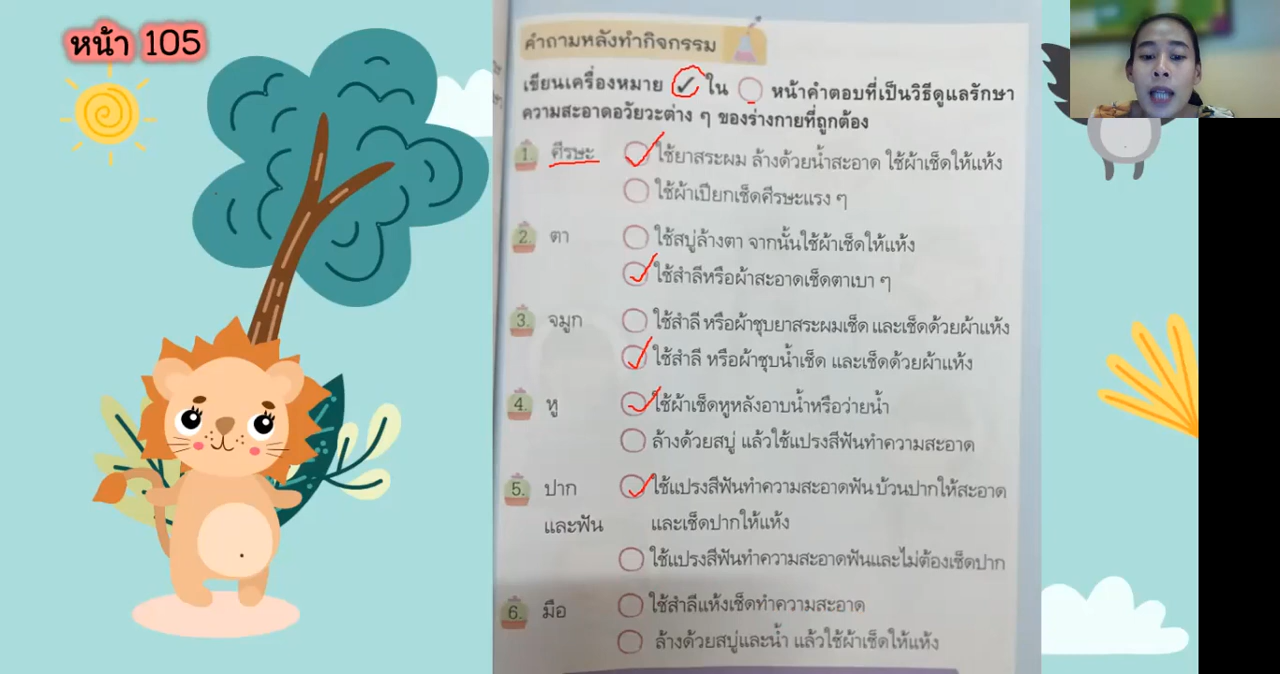 หน้า 105
คำถามหลังทำกิจกรรม
เขียนเครื่องหมาย ✓ ใน ◯ หน้าคำตอบที่เป็นวิธีดูแลรักษา
ความสะอาดอวัยวะต่าง ๆ ของร่างกายที่ถูกต้อง
1. ศีรษะ ใช้ยาสระผม ล้างด้วยน้ำสะอาด ใช้ผ้าเช็ดให้แห้ง
ใช้ผ้าเปียกเช็ดศีรษะแรง ๆ
2. ตา ใช้สบู่ล้างตา จากนั้นใช้ผ้าเช็ดให้แห้ง
ใช้สำลีหรือผ้าสะอาดเช็ดตาเบา ๆ
3. จมูก ใช้สำลี หรือผ้าชุบยาสระผมเช็ด และเช็ดด้วยผ้าแห้ง
ใช้สำลี หรือผ้าชุบน้ำเช็ด และเช็ดด้วยผ้าแห้ง
4. หู ใช้ผ้าเช็ดหูหลังอาบน้ำหรือว่ายน้ำ
ล้างด้วยสบู่ แล้วใช้แปรงสีฟันทำความสะอาด
5. ปาก ใช้แปรงสีฟันทำความสะอาดฟัน บ้วนปากให้สะอาด
และฟัน และเช็ดปากให้แห้ง
ใช้แปรงสีฟันทำความสะอาดฟันและไม่ต้องเช็ดปาก
6. มือ ใช้สำลีแห้งเช็ดทำความสะอาด
ล้างด้วยสบู่และน้ำ แล้วใช้ผ้าเช็ดให้แห้ง